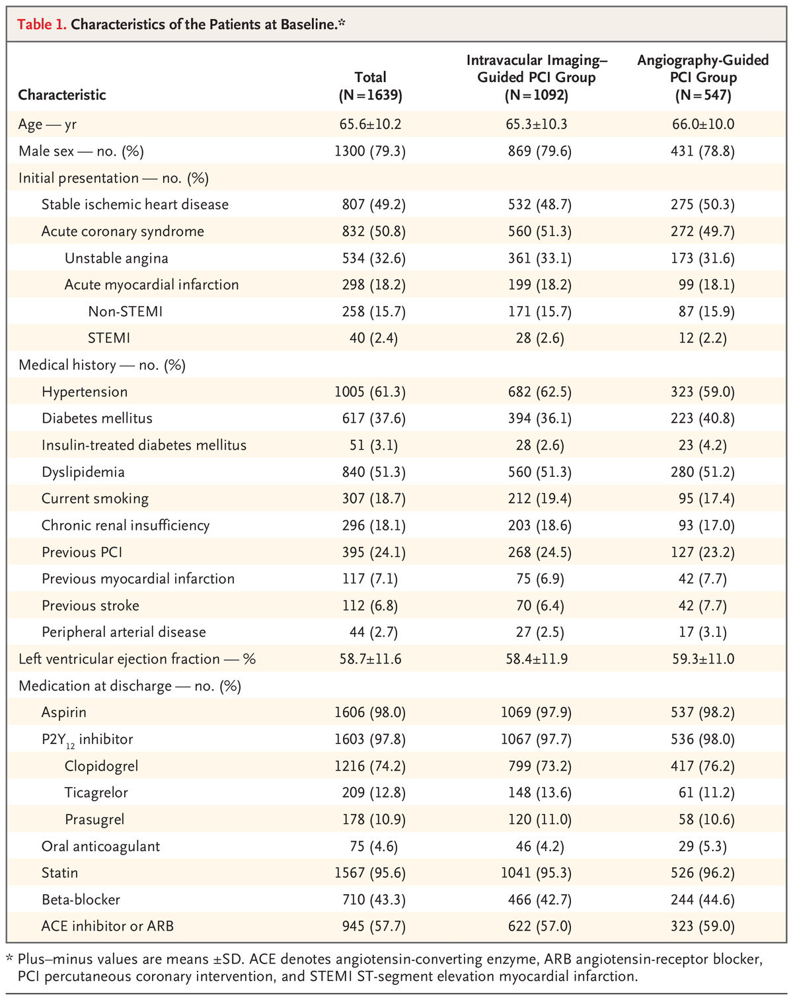 Table 1. Characteristics of the Patients at Baseline.*
Characteristic Total (N=1639) Intravacular Imaging–Guided PCI Group (N=1092) Angiography-Guided PCI Group (N=547)
Age — yr 65.6±10.2 65.3±10.3 66.0±10.0
Male sex — no. (%) 1300 (79.3) 869 (79.6) 431 (78.8)
Initial presentation — no. (%)
Stable ischemic heart disease 807 (49.2) 532 (48.7) 275 (50.3)
Acute coronary syndrome 832 (50.8) 560 (51.3) 272 (49.7)
Unstable angina 534 (32.6) 361 (33.1) 173 (31.6)
Acute myocardial infarction 298 (18.2) 199 (18.2) 99 (18.1)
Non-STEMI 258 (15.7) 171 (15.7) 87 (15.9)
STEMI 40 (2.4) 28 (2.6) 12 (2.2)
Medical history — no. (%)
Hypertension 1005 (61.3) 682 (62.5) 323 (59.0)
Diabetes mellitus 617 (37.6) 394 (36.1) 223 (40.8)
Insulin-treated diabetes mellitus 51 (3.1) 28 (2.6) 23 (4.2)
Dyslipidemia 840 (51.3) 560 (51.3) 280 (51.2)
Current smoking 307 (18.7) 212 (19.4) 95 (17.4)
Chronic renal insufficiency 296 (18.1) 203 (18.6) 93 (17.0)
Previous PCI 395 (24.1) 268 (24.5) 127 (23.2)
Previous myocardial infarction 117 (7.1) 75 (6.9) 42 (7.7)
Previous stroke 112 (6.8) 70 (6.4) 42 (7.7)
Peripheral arterial disease 44 (2.7) 27 (2.5) 17 (3.1)
Left ventricular ejection fraction — % 58.7±11.6 58.4±11.9 59.3±11.0
Medication at discharge — no. (%)
Aspirin 1606 (98.0) 1069 (97.9) 537 (98.2)
P2Y12 inhibitor 1603 (97.8) 1067 (97.7) 536 (98.0)
Clopidogrel 1216 (74.2) 799 (73.2) 417 (76.2)
Ticagrelor 209 (12.8) 148 (13.6) 61 (11.2)
Prasugrel 178 (10.9) 120 (11.0) 58 (10.6)
Oral anticoagulant 75 (4.6) 46 (4.2) 29 (5.3)
Statin 1567 (95.6) 1041 (95.3) 526 (96.2)
Beta-blocker 710 (43.3) 466 (42.7) 244 (44.6)
ACE inhibitor or ARB 945 (57.7) 622 (57.0) 323 (59.0)
* Plus–minus values are means ±SD. ACE denotes angiotensin-converting enzyme, ARB angiotensin-receptor blocker,
PCI percutaneous coronary intervention, and STEMI ST-segment elevation myocardial infarction.